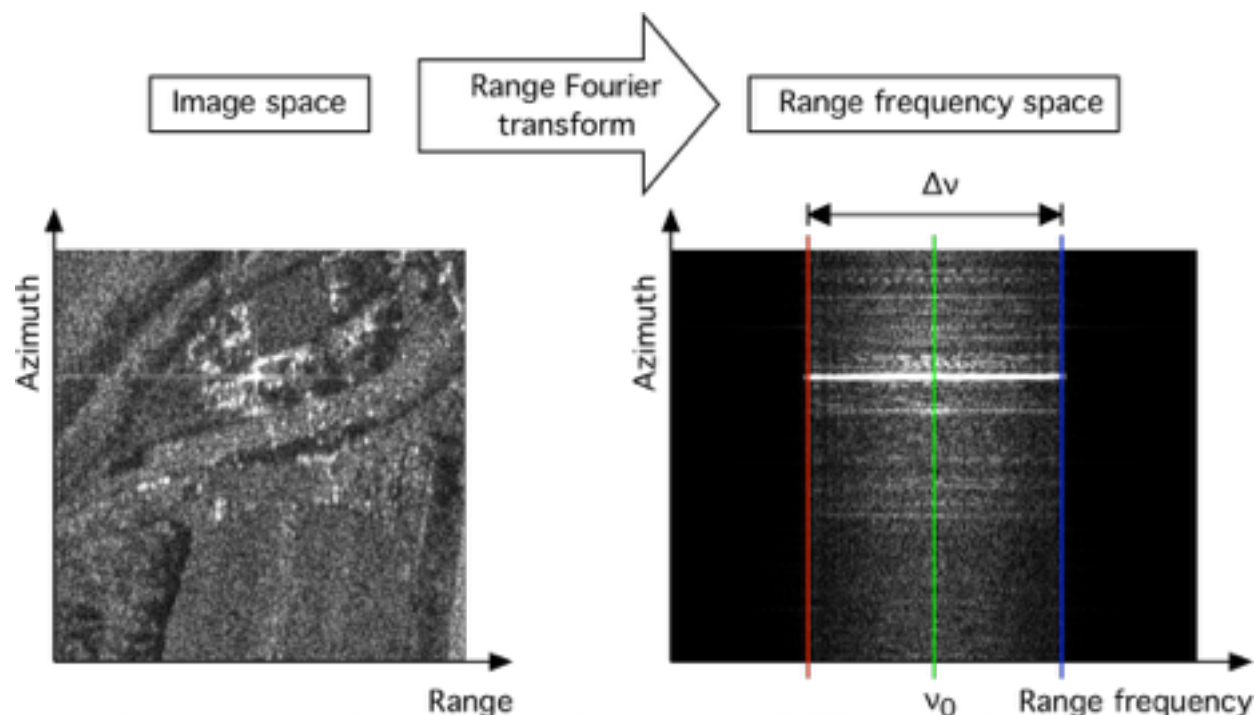 Image space
Range Fourier
transform
Range frequency space
Δν
Azimuth
Azimuth
Range
ν0
Range frequency